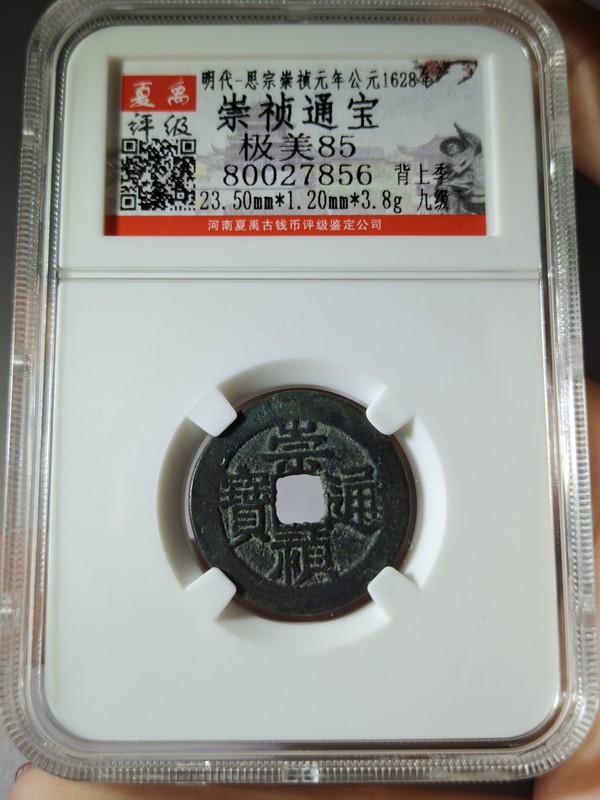 夏禹
评级
明代-思宗崇祯元年公元1628年
崇祯通宝
极美85
80027856 背上季
23.50mm*1.20mm*3.8g 九级
河南夏禹古钱币评级鉴定公司
崇
寶 通
禎